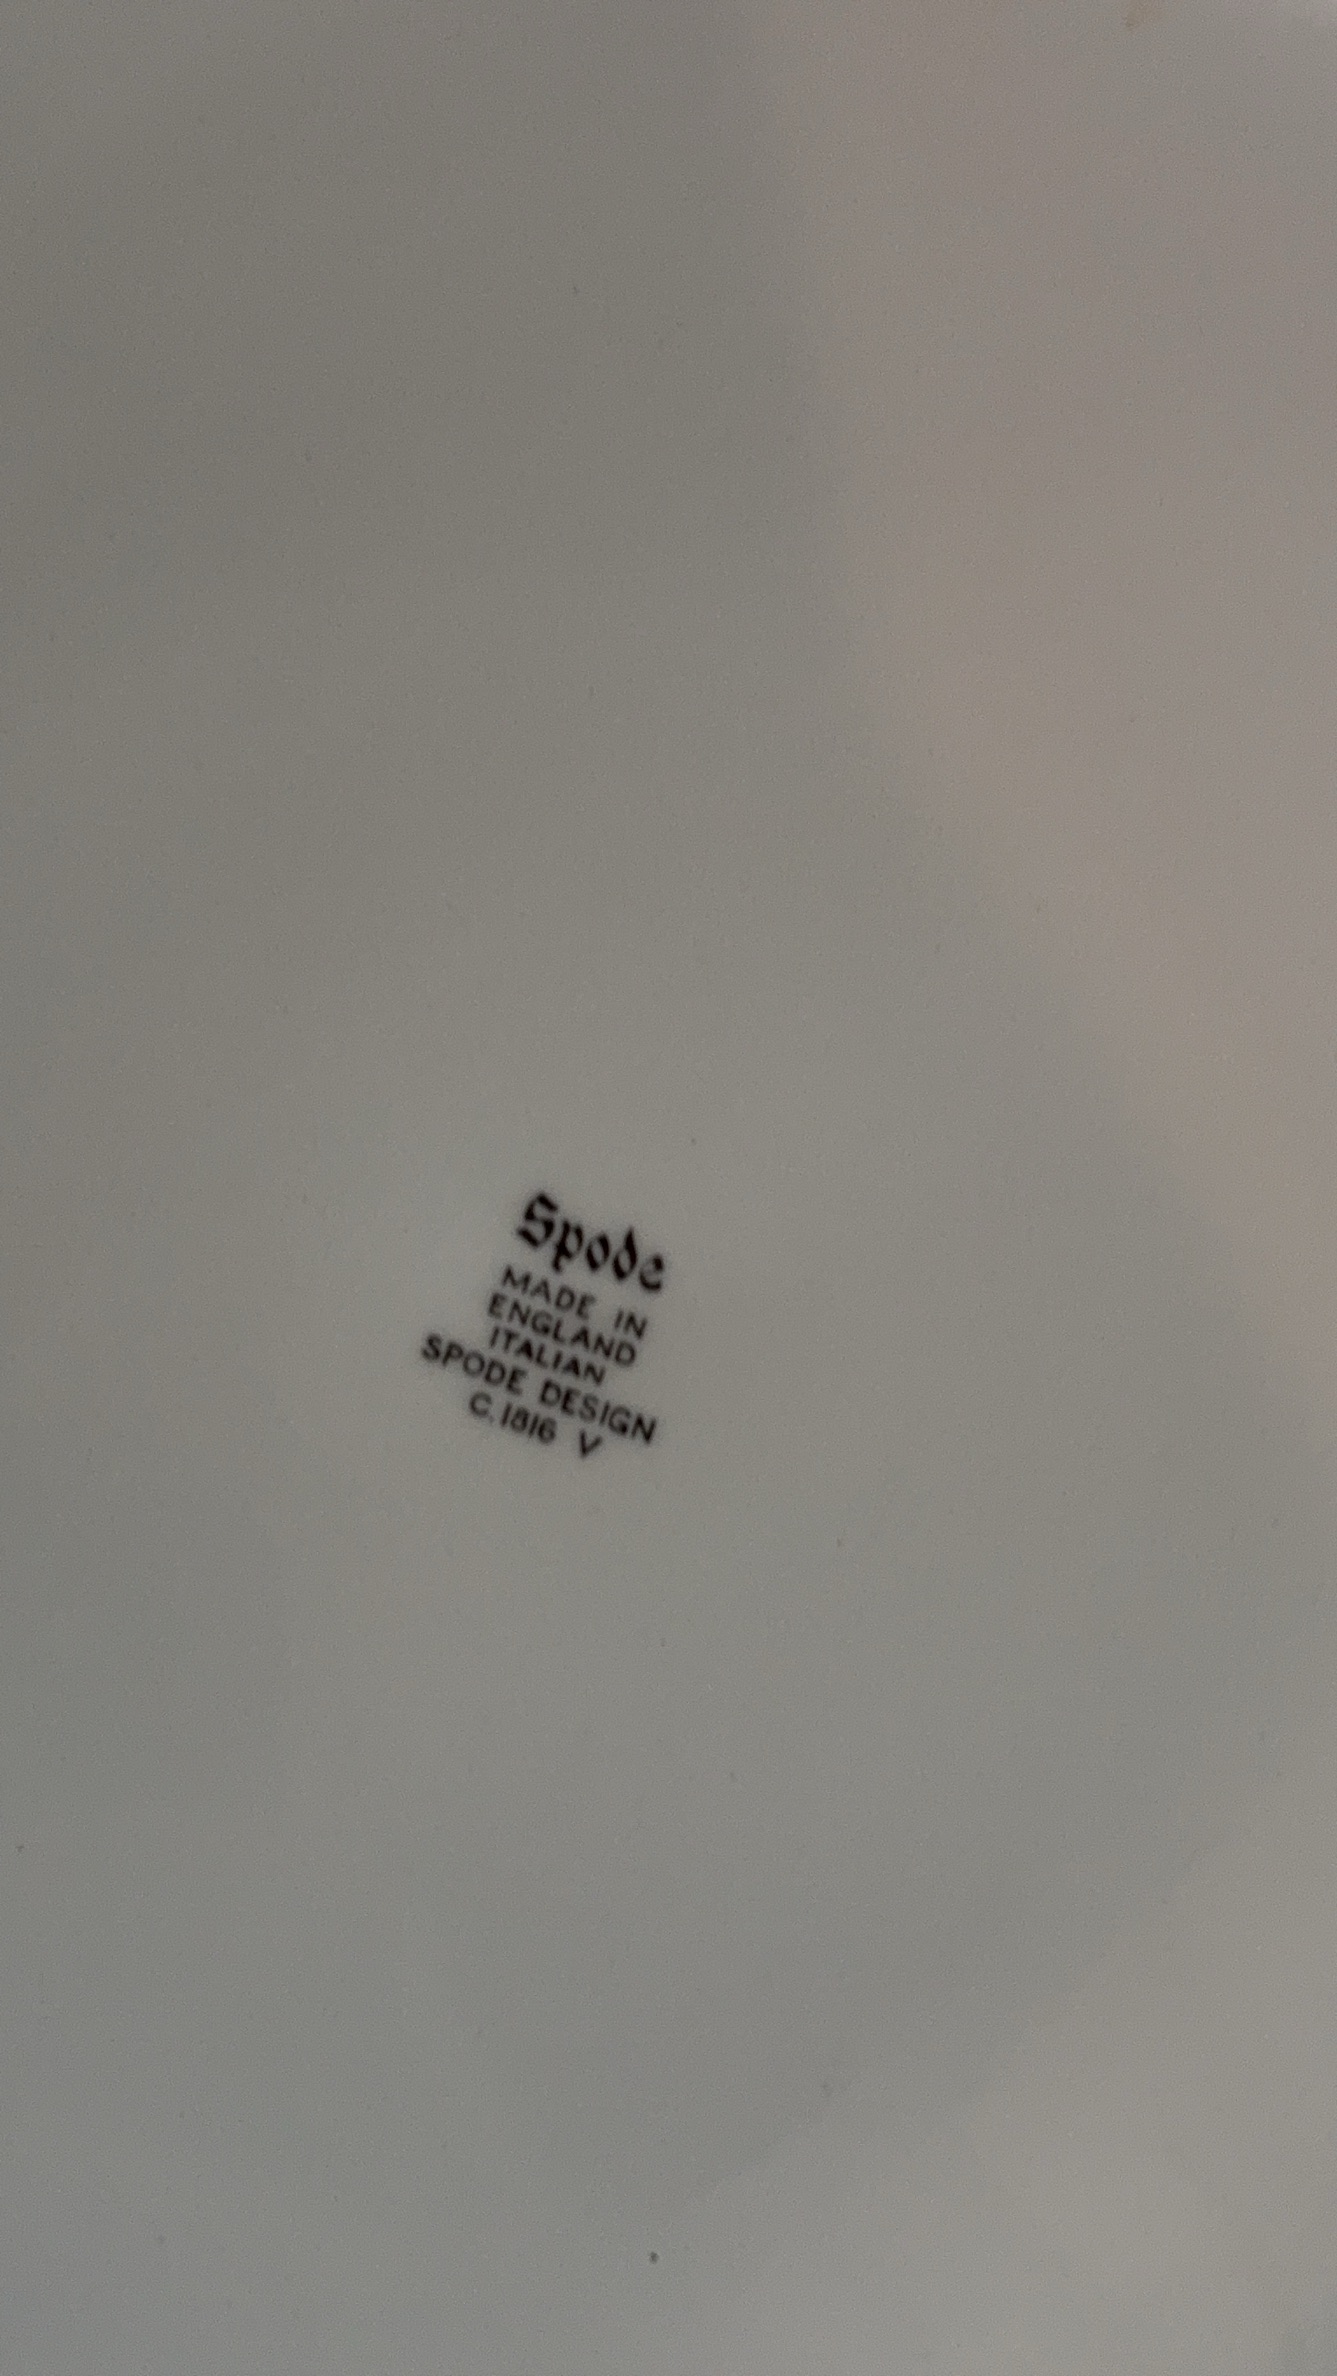 Spode
MADE IN
ENGLAND
ITALIAN
SPODE DESIGN
C.1816 V